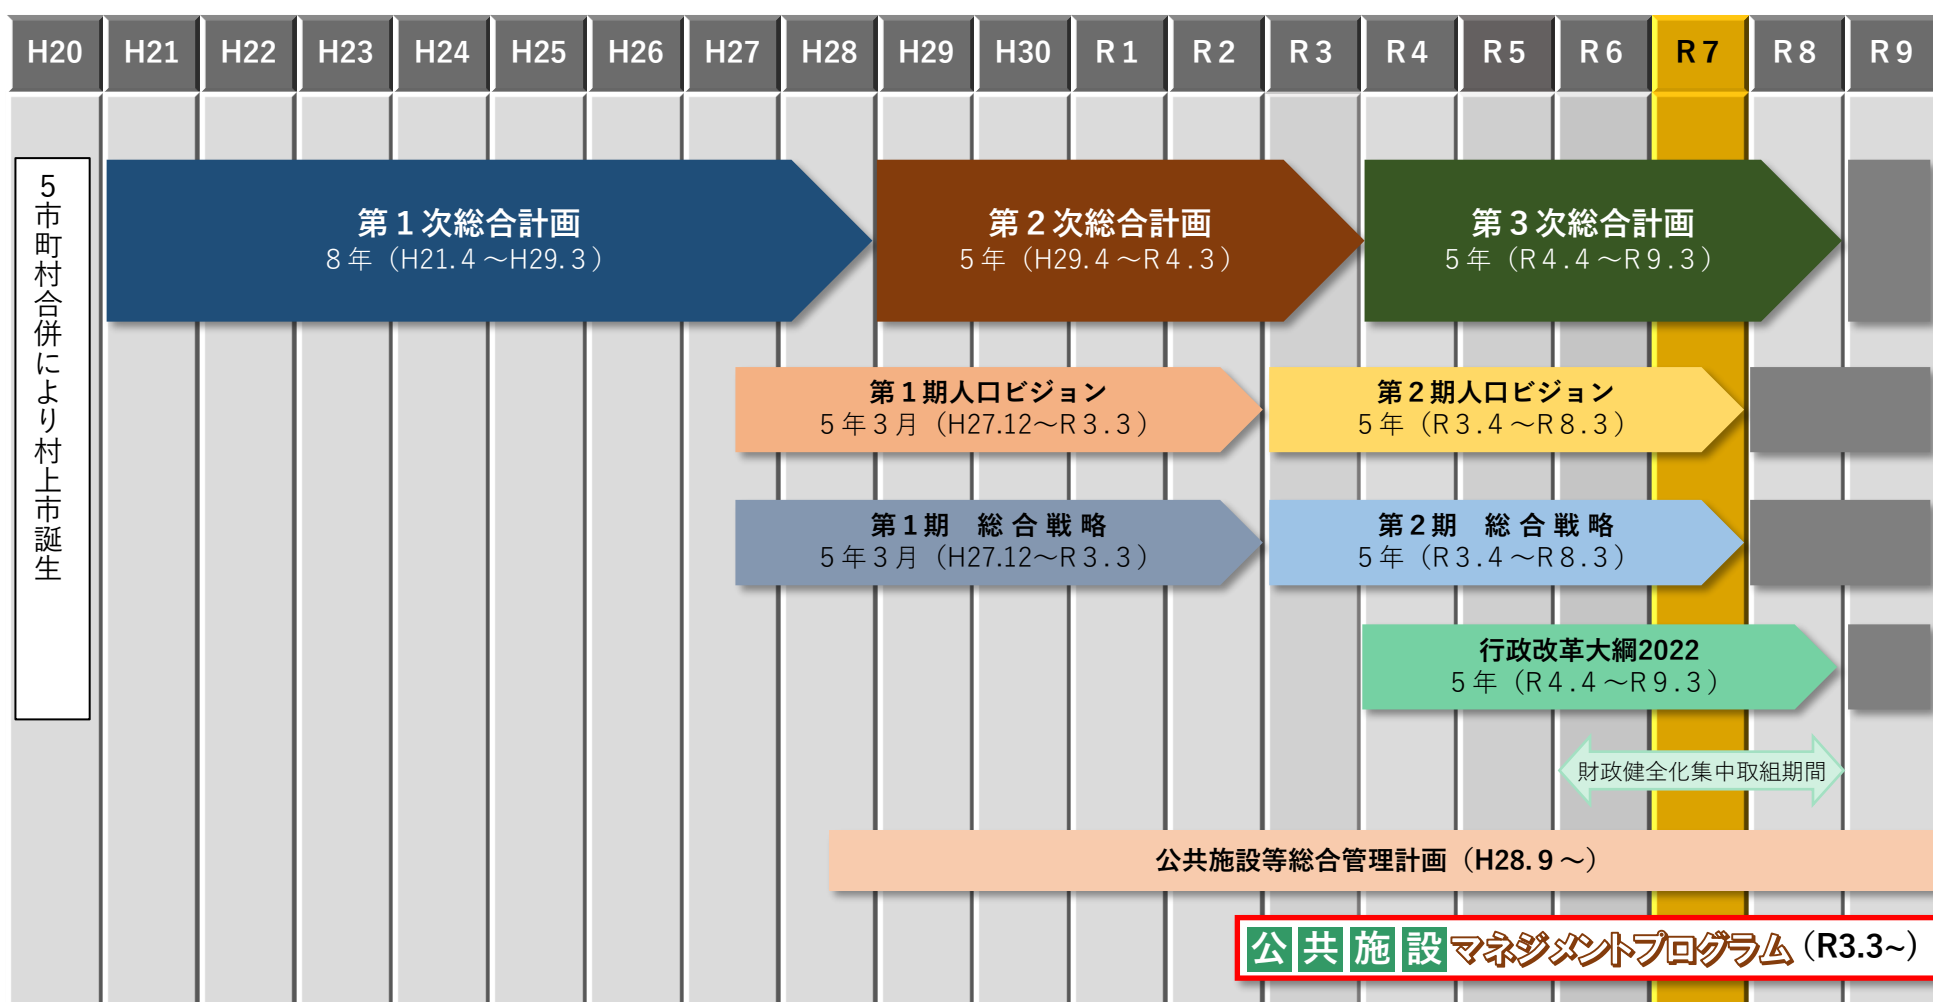 H20 H21 H22 H23 H24 H25 H26 H27 H28 H29 H30 R1 R2 R3 R4 R5 R6 R7 R8 R9
5市町村合併により村上市誕生
第1次総合計画
8年（H21.4～H29.3）
第2次総合計画
5年（H29.4～R4.3）
第3次総合計画
5年（R4.4～R9.3）
第1期人口ビジョン
5年3月（H27.12～R3.3）
第2期人口ビジョン
5年（R3.4～R8.3）
第1期　総合戦略
5年3月（H27.12～R3.3）
第2期　総合戦略
5年（R3.4～R8.3）
行政改革大綱2022
5年（R4.4～R9.3）
財政健全化集中取組期間
公共施設等総合管理計画（H28.9～）
公共施設マネジメントプログラム（R3.3~）